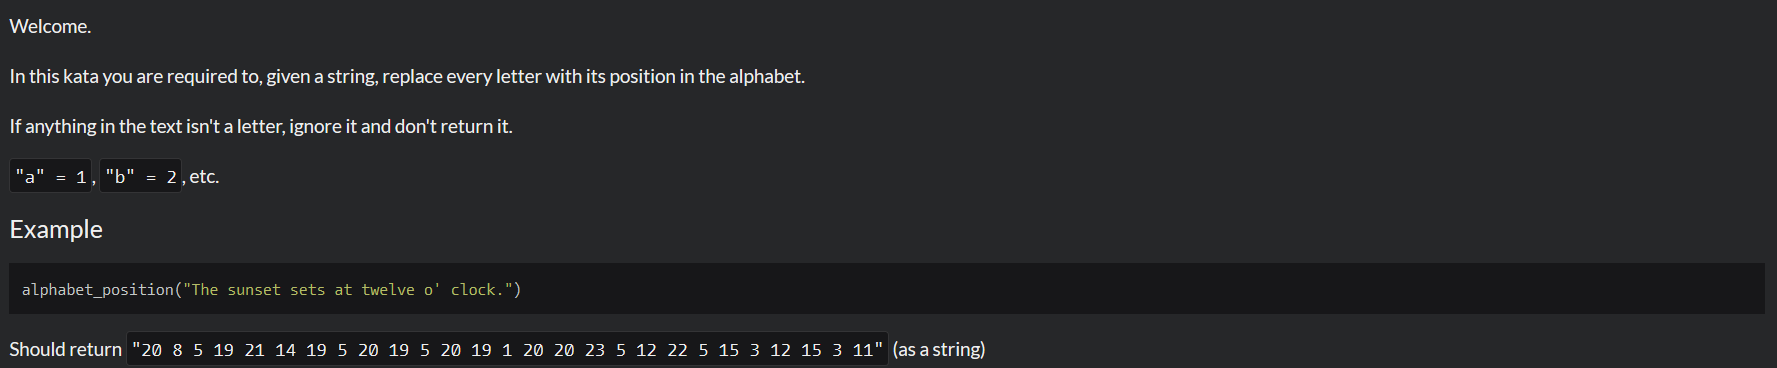 Welcome.
In this kata you are required to, given a string, replace every letter with its position in the alphabet.
If anything in the text isn't a letter, ignore it and don't return it.
"a" = 1, "b" = 2, etc.
Example
alphabet_position("The sunset sets at twelve o' clock.")
Should return "20 8 5 19 21 14 19 5 20 19 5 20 19 1 20 20 23 5 12 22 5 15 3 12 15 3 11" (as a string)